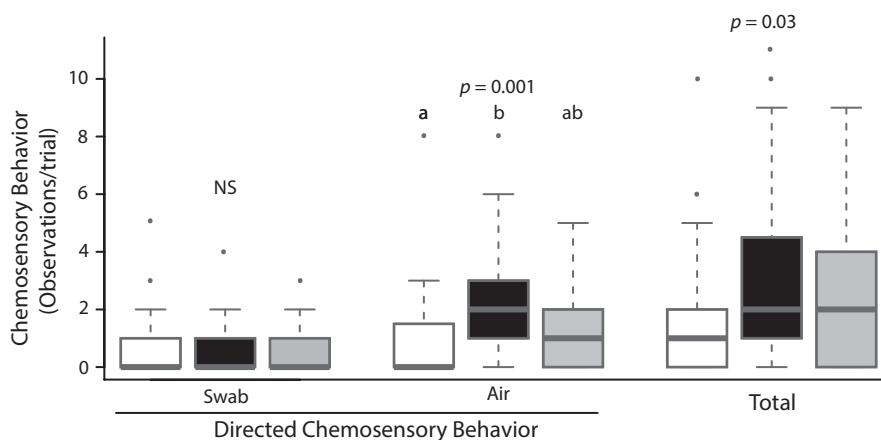 p = 0.03
p = 0.001
a b ab
NS
Chemosensory Behavior
(Observations/trial)
10
8
6
4
2
0
Swab Air Total
Directed Chemosensory Behavior